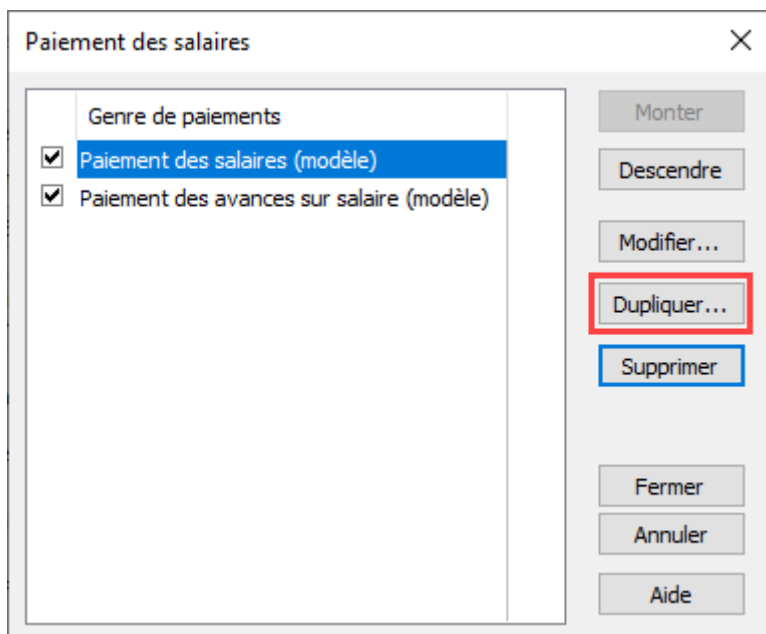 Paiement des salaires
Genre de paiements
Paiement des salaires (modèle)
Paiement des avances sur salaire (modèle)
Monter
Descendre
Modifier...
Dupliquer...
Supprimer
Fermer
Annuler
Aide